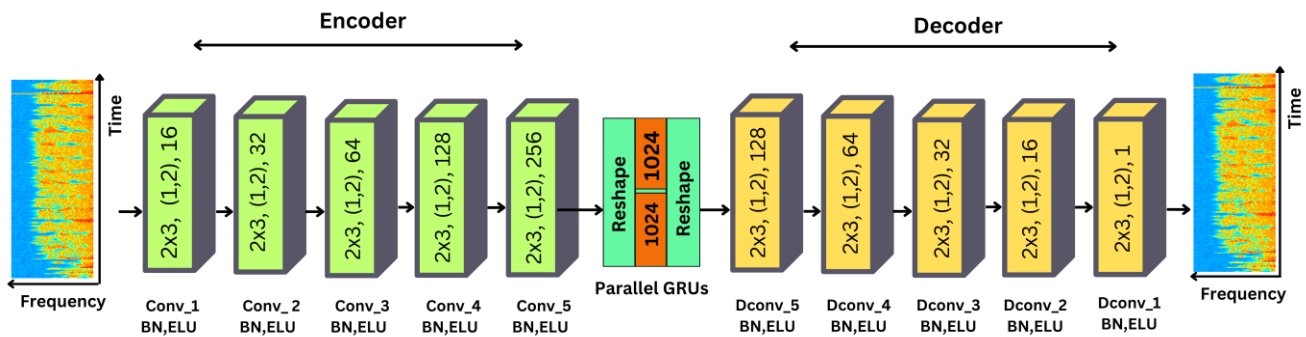 Encoder
Decoder
Time
Frequency
2x3, (1,2), 16
2x3, (1,2), 32
2x3, (1,2), 64
2x3, (1,2), 128
2x3, (1,2), 256
Reshape
1024
1024
Reshape
Parallel GRUs
2x3, (1,2), 128
2x3, (1,2), 64
2x3, (1,2), 32
2x3, (1,2), 16
2x3, (1,2), 1
Time
Frequency
Conv_1
BN,ELU
Conv_2
BN,ELU
Conv_3
BN,ELU
Conv_4
BN,ELU
Conv_5
BN,ELU
Dconv_5
BN,ELU
Dconv_4
BN,ELU
Dconv_3
BN,ELU
Dconv_2
BN,ELU
Dconv_1
BN,ELU